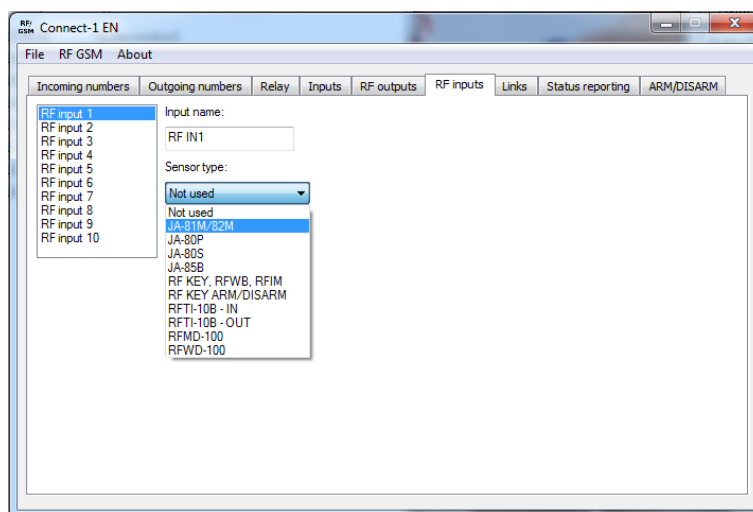 RF/GSM Connect-1 EN
File RF GSM About
Incoming numbers Outgoing numbers Relay Inputs RF outputs RF inputs Links Status reporting ARM/DISARM
RF input 1
RF input 2
RF input 3
RF input 4
RF input 5
RF input 6
RF input 7
RF input 8
RF input 9
RF input 10
Input name:
RF IN1
Sensor type:
Not used
Not used
JA-81M/82M
JA-80P
JA-80S
JA-85B
RF KEY, RFWB, RFIM
RF KEY ARM/DISARM
RFTI-10B - IN
RFTI-10B - OUT
RFMD-100
RFWD-100